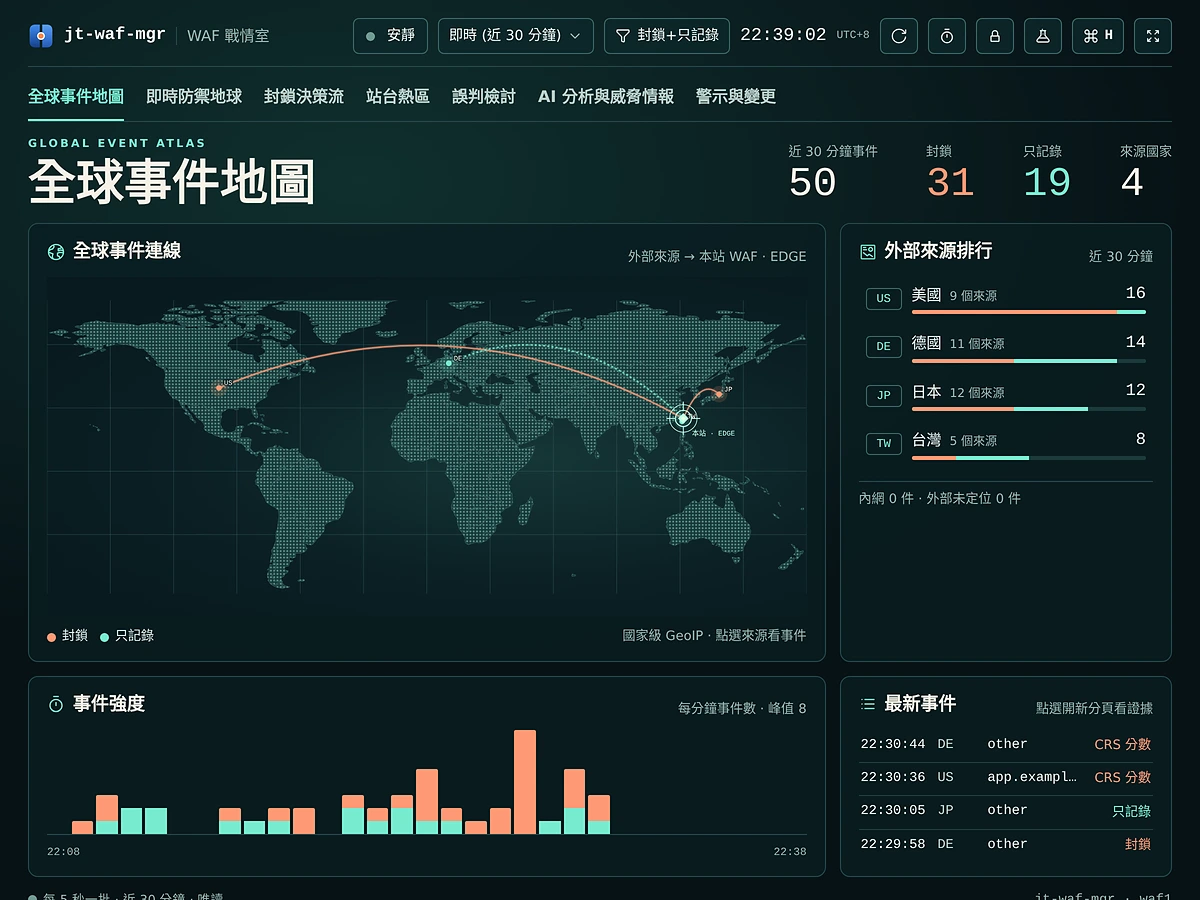 jt-waf-mgr WAF 戰情室 安靜 即時 (近 30 分鐘) 封鎖+只記錄 22:39:02 UTC+8 ⌘ H
全球事件地圖 即時防禦地球 封鎖決策流 站台熱區 誤判檢討 AI 分析與威脅情報 警示與變更
GLOBAL EVENT ATLAS
全球事件地圖
近 30 分鐘事件 封鎖 只記錄 來源國家
50 31 19 4
全球事件連線 外部來源 → 本站 WAF · EDGE
US
DE
JP
本站 · EDGE
封鎖 只記錄 國家級 GeoIP · 點選來源看事件
外部來源排行 近 30 分鐘
US 美國 9 個來源 16
DE 德國 11 個來源 14
JP 日本 12 個來源 12
TW 台灣 5 個來源 8
內網 0 件 · 外部未定位 0 件
事件強度 每分鐘事件數 · 峰值 8
22:08 22:38
最新事件 點選開新分頁看證據
22:30:44 DE other CRS 分數
22:30:36 US app.exampl… CRS 分數
22:30:05 JP other 只記錄
22:29:58 DE other 封鎖
每 5 秒一批 · 近 30 分鐘 · 唯讀 jt-waf-mgr · waf1